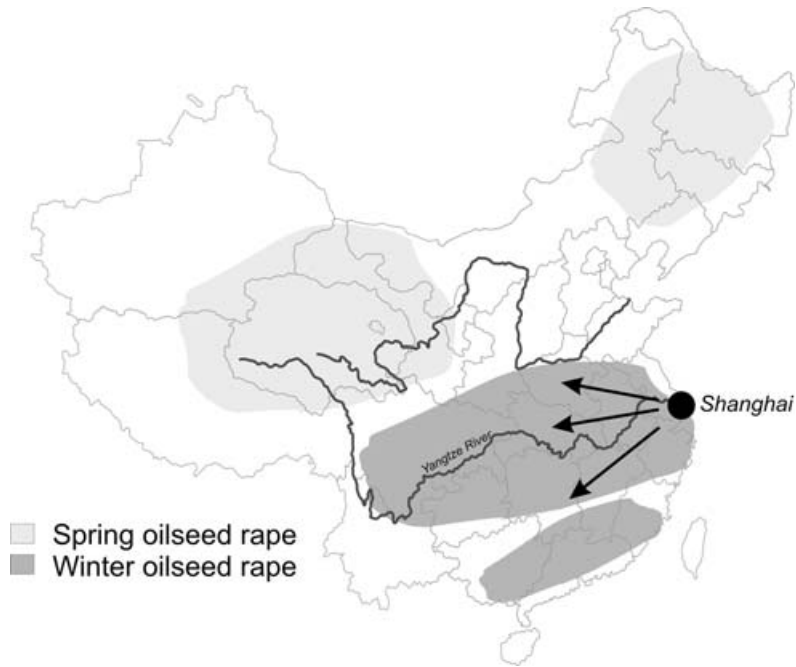 Shanghai
Yangtze River
Spring oilseed rape
Winter oilseed rape